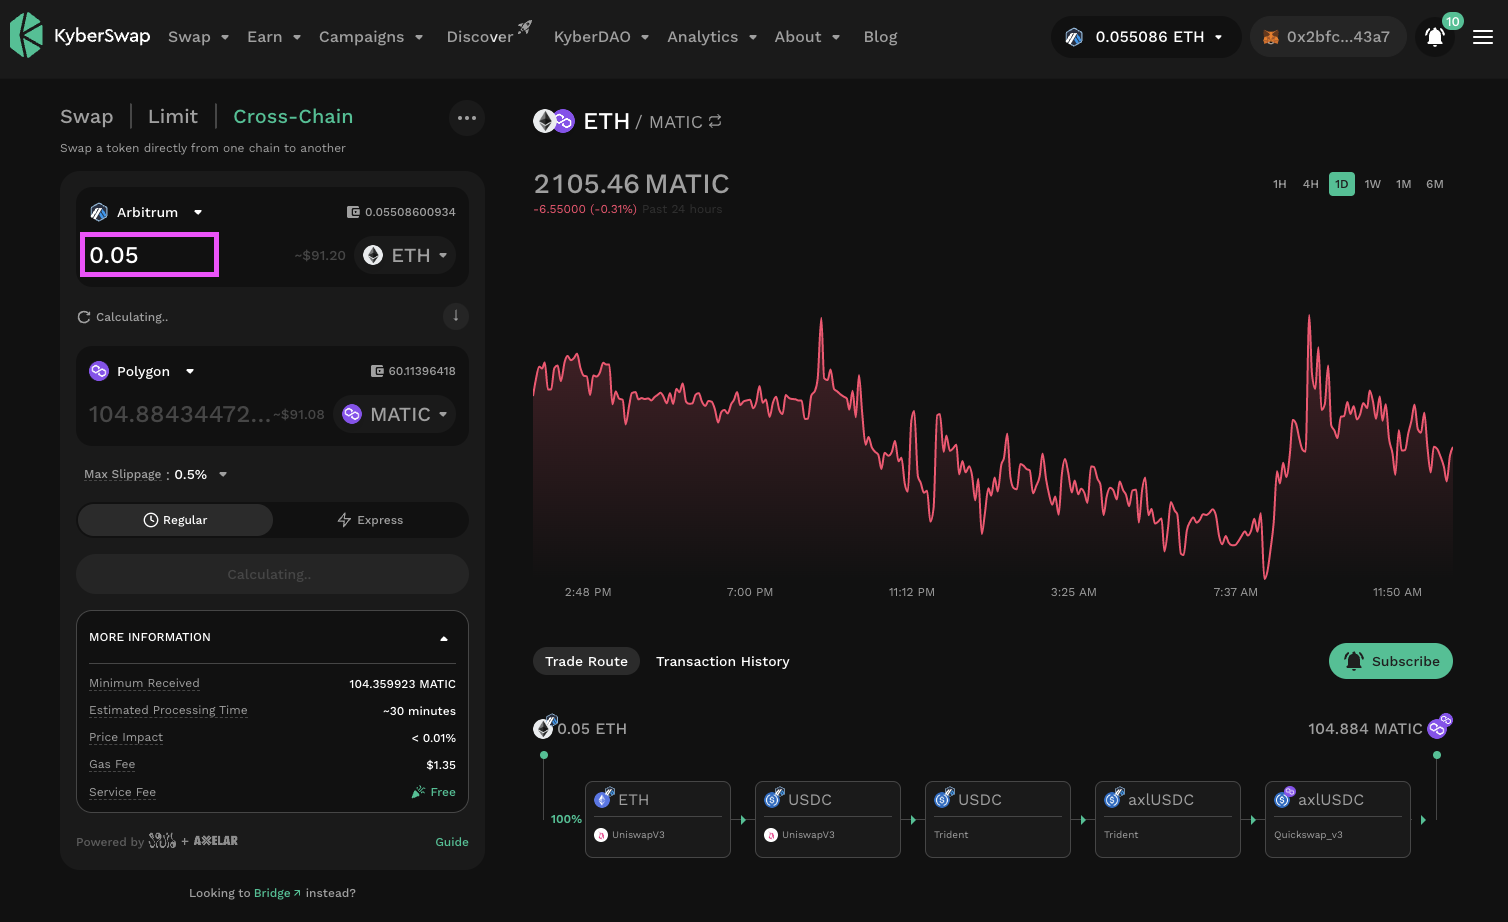 KyberSwap Swap Earn Campaigns Discover KyberDAO Analytics About Blog 0.055086 ETH 0x2bfc...43a7 10
Swap Limit Cross-Chain
Swap a token directly from one chain to another
Arbitrum 0.05508600934
0.05 ~$91.20 ETH
Calculating..
Polygon 60.11396418
104.88434472... ~$91.08 MATIC
Max Slippage : 0.5%
Regular Express
Calculating..
MORE INFORMATION
Minimum Received 104.359923 MATIC
Estimated Processing Time ~30 minutes
Price Impact < 0.01%
Gas Fee $1.35
Service Fee Free
Powered by + AXELAR Guide
Looking to Bridge ↗ instead?
ETH / MATIC
2105.46 MATIC
1H 4H 1D 1W 1M 6M
-6.55000 (-0.31%) Past 24 hours
2:48 PM 7:00 PM 11:12 PM 3:25 AM 7:37 AM 11:50 AM
Trade Route Transaction History Subscribe
0.05 ETH 104.884 MATIC
ETH USDC USDC axlUSDC axlUSDC
100%
UniswapV3 UniswapV3 Trident Trident Quickswap_v3